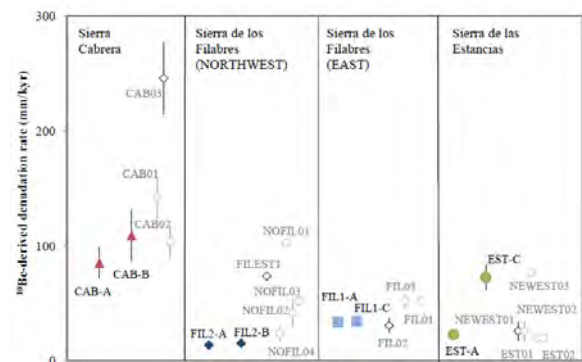 300
200
100
0
¹⁰Be-derived denudation rate (mm/kyr)
Sierra
Cabrera
Sierra de los
Filabres
(NORTHWEST)
Sierra de los
Filabres
(EAST)
Sierra de las
Estancias
CAB03
CAB01
CAB02
CAB-B
CAB-A
NOFIL01
FILEST1
NOFIL03
NOFIL02
FIL2-A
FIL2-B
NOFIL04
FIL1-A
FIL1-C
FIL01
FIL02
EST-C
NEWEST03
NEWEST02
NEWEST01
EST-A
EST01
EST02